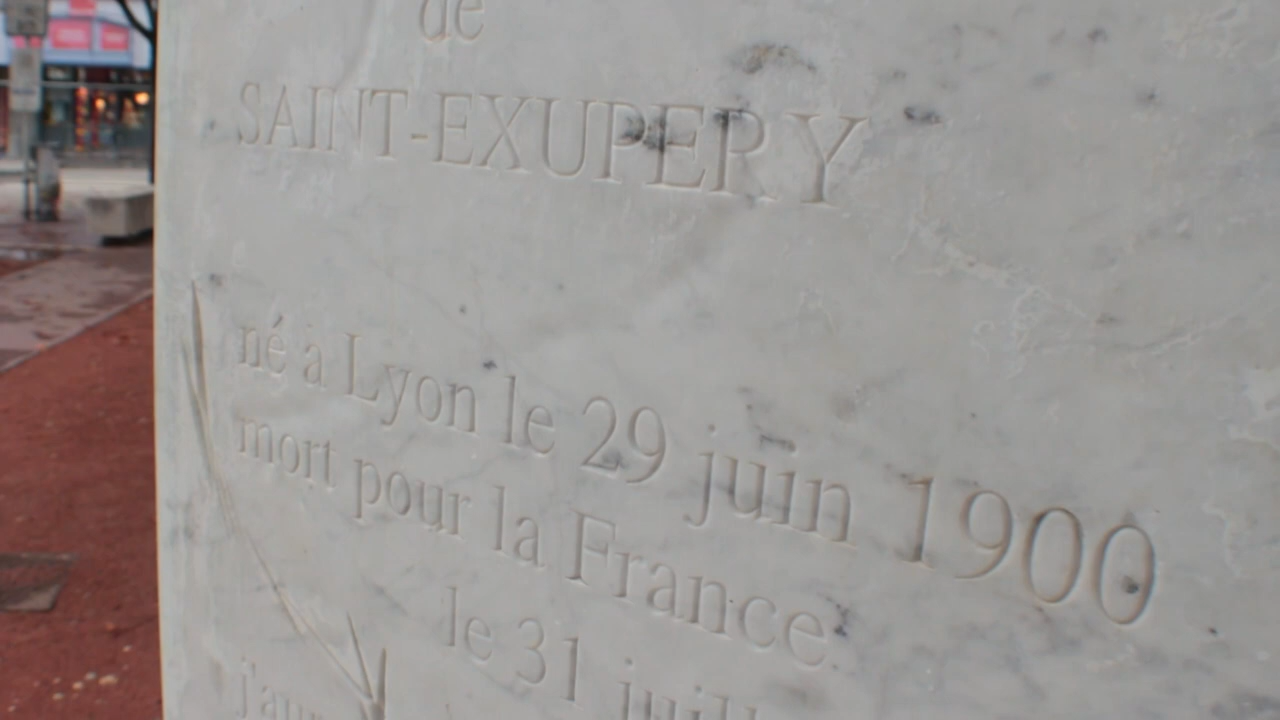 de
SAINT-EXUPERY
né à Lyon le 29 juin 1900
mort pour la France
le 31